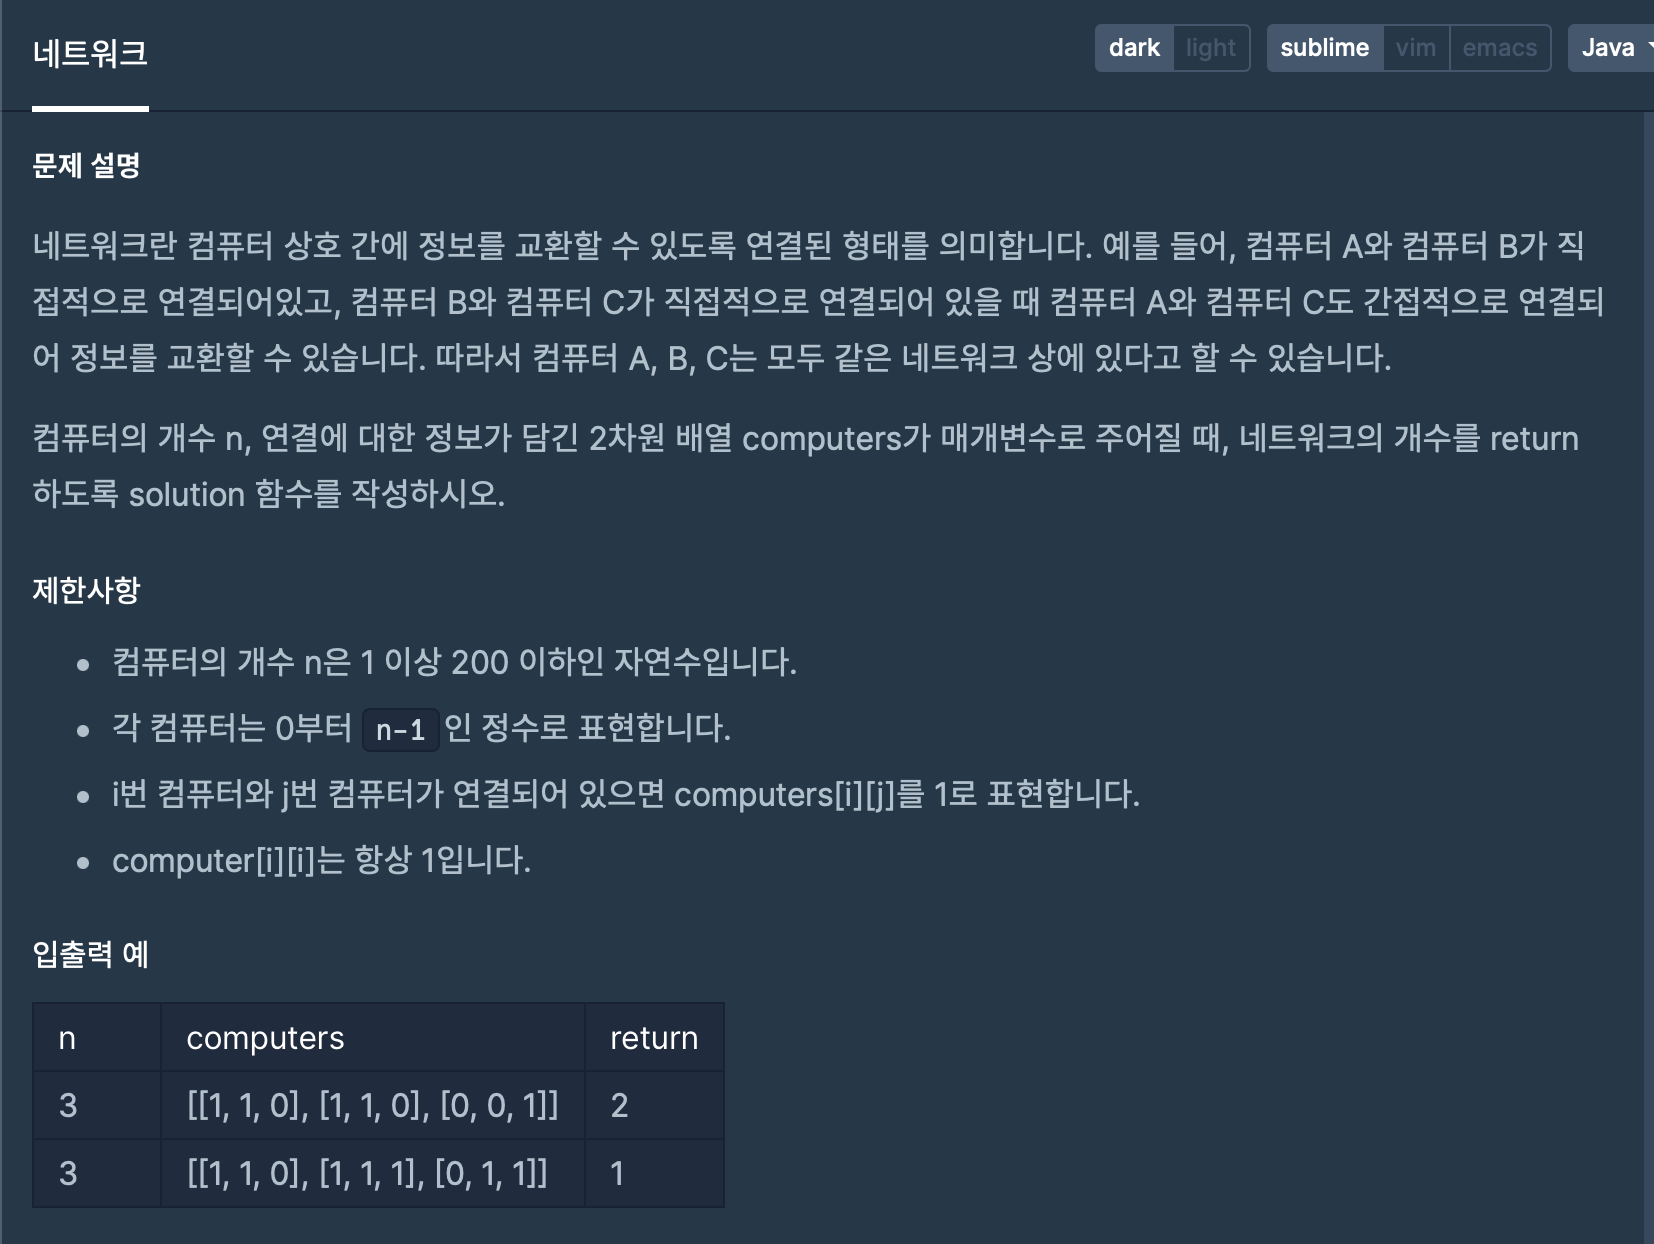 네트워크
dark light sublime vim emacs Java
문제 설명
네트워크란 컴퓨터 상호 간에 정보를 교환할 수 있도록 연결된 형태를 의미합니다. 예를 들어, 컴퓨터 A와 컴퓨터 B가 직
접적으로 연결되어있고, 컴퓨터 B와 컴퓨터 C가 직접적으로 연결되어 있을 때 컴퓨터 A와 컴퓨터 C도 간접적으로 연결되
어 정보를 교환할 수 있습니다. 따라서 컴퓨터 A, B, C는 모두 같은 네트워크 상에 있다고 할 수 있습니다.
컴퓨터의 개수 n, 연결에 대한 정보가 담긴 2차원 배열 computers가 매개변수로 주어질 때, 네트워크의 개수를 return
하도록 solution 함수를 작성하시오.
제한사항
컴퓨터의 개수 n은 1 이상 200 이하인 자연수입니다.
각 컴퓨터는 0부터 n-1인 정수로 표현합니다.
i번 컴퓨터와 j번 컴퓨터가 연결되어 있으면 computers[i][j]를 1로 표현합니다.
computer[i][i]는 항상 1입니다.
입출력 예
n computers return
3 [[1, 1, 0], [1, 1, 0], [0, 0, 1]] 2
3 [[1, 1, 0], [1, 1, 1], [0, 1, 1]] 1